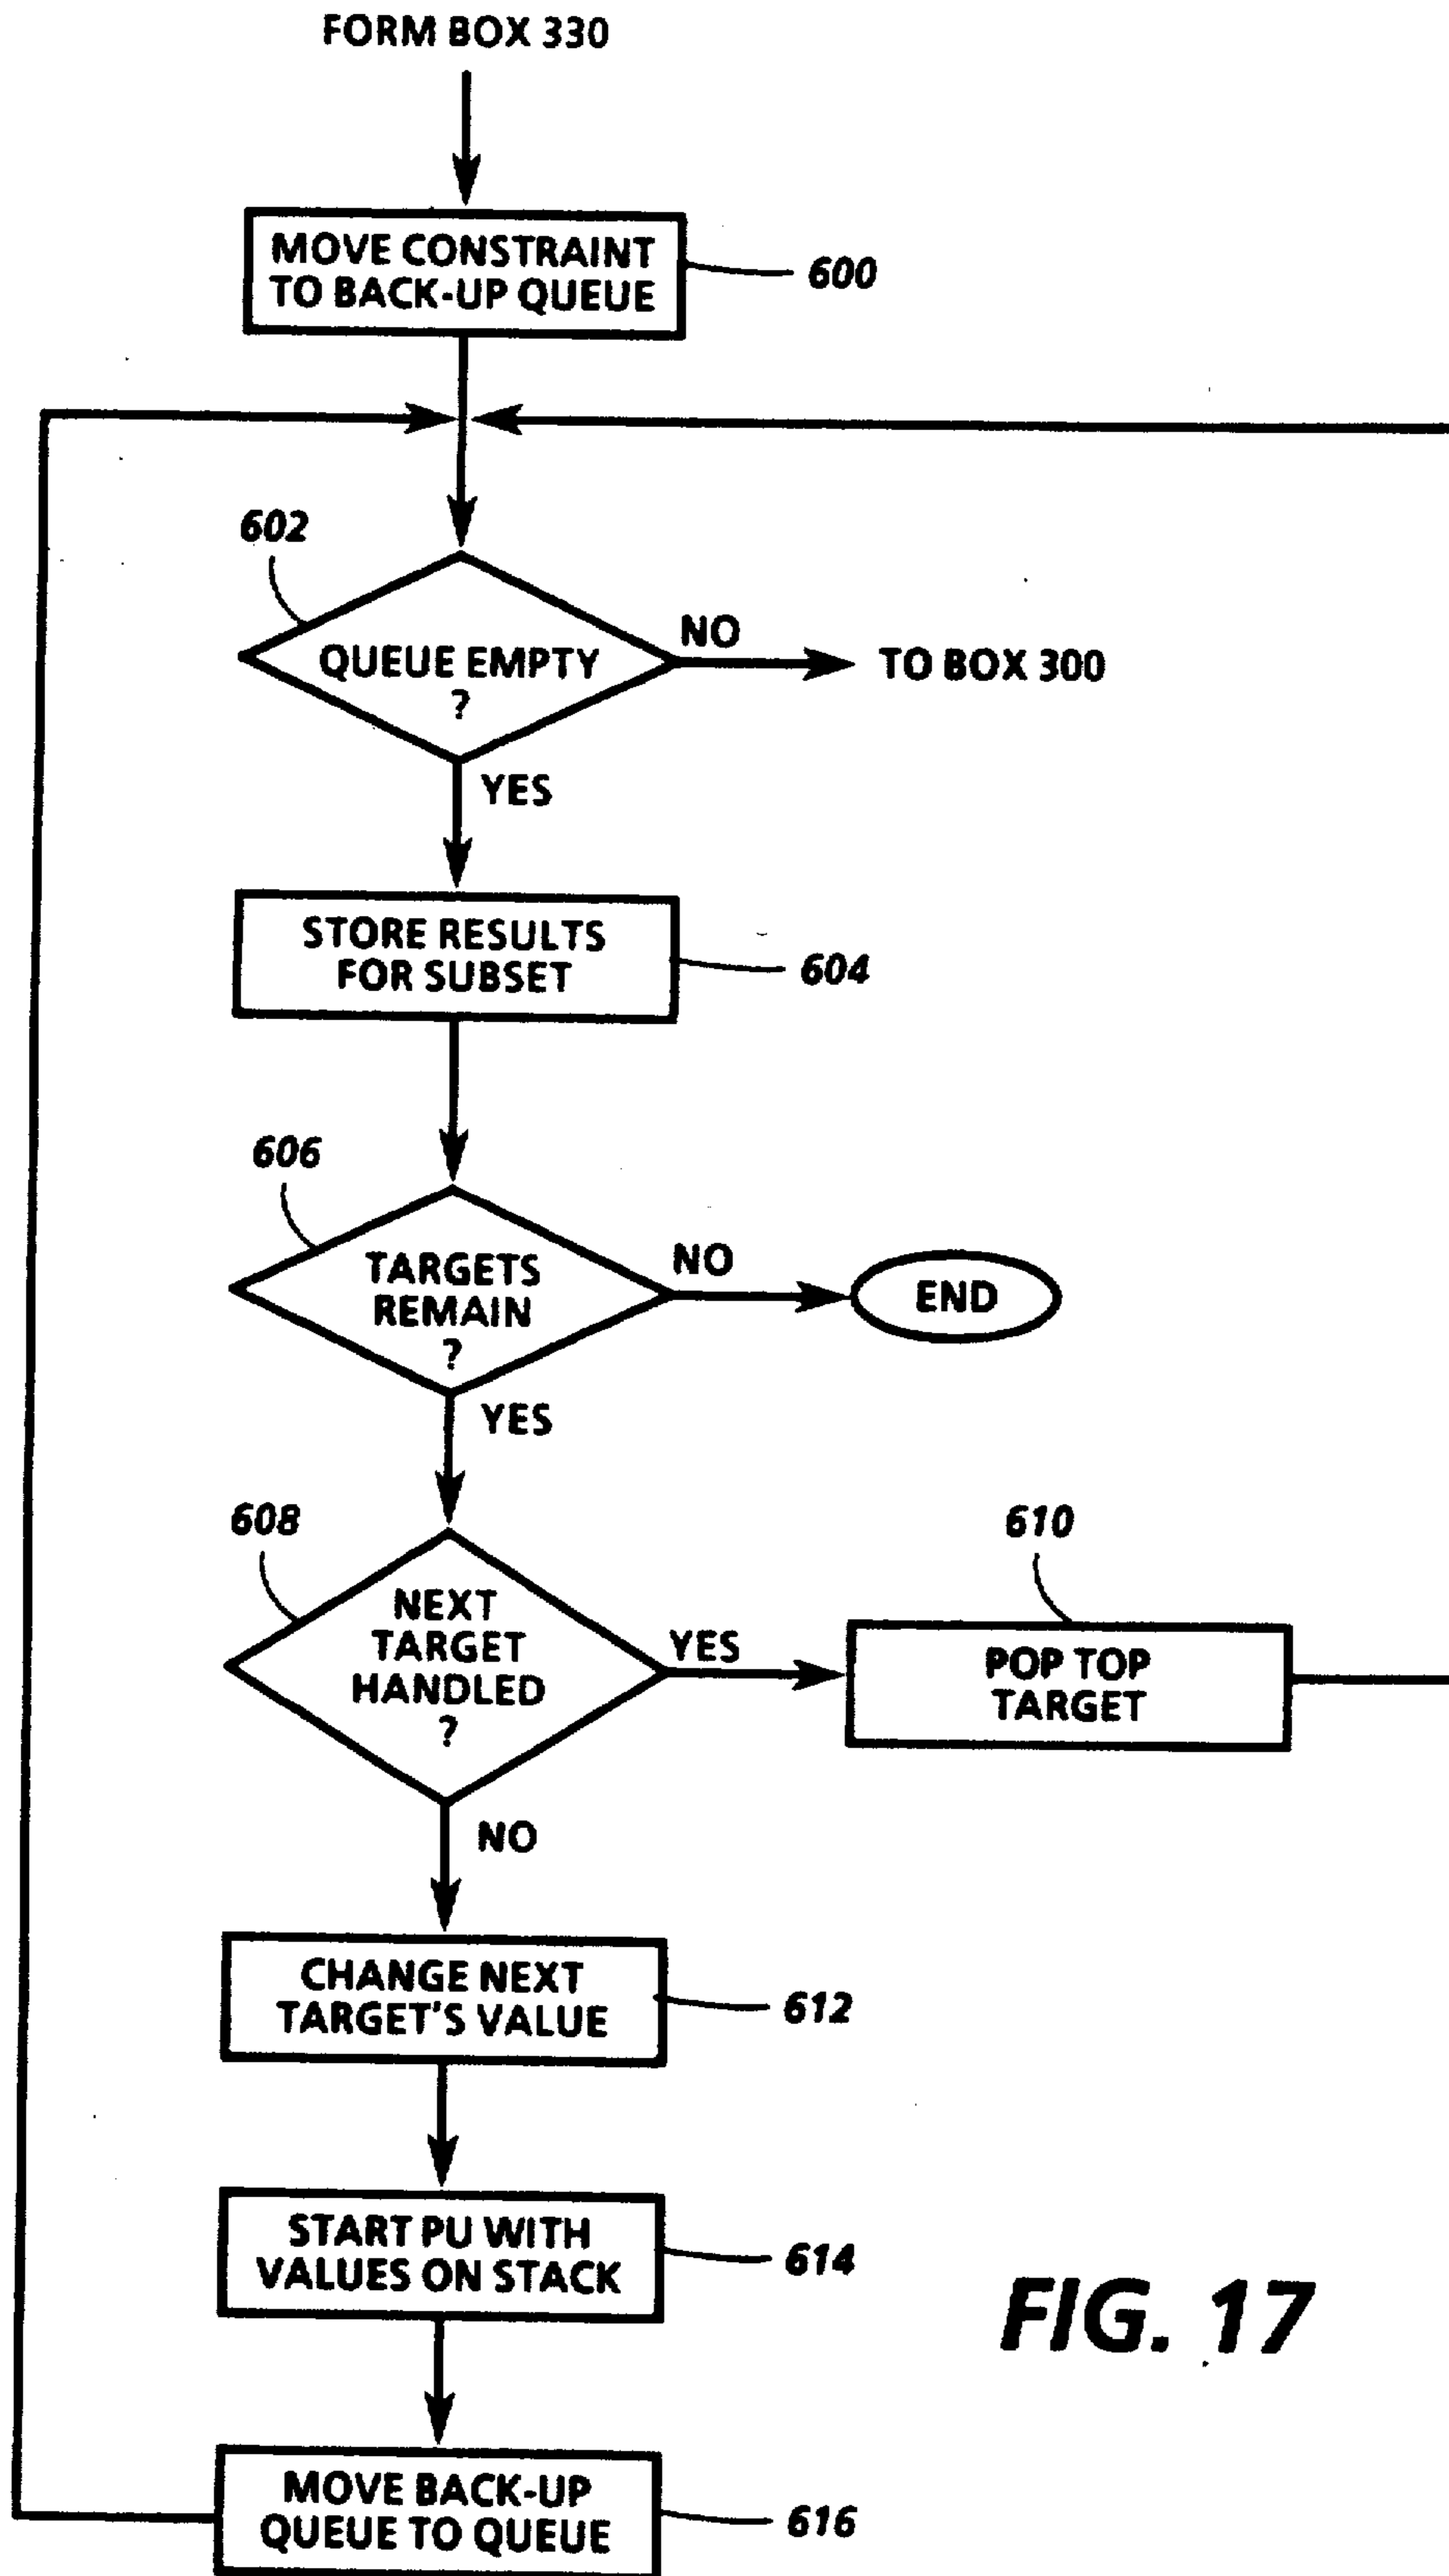 FORM BOX 330
MOVE CONSTRAINT
TO BACK-UP QUEUE
600
602
QUEUE EMPTY
?
NO
TO BOX 300
YES
STORE RESULTS
FOR SUBSET
604
606
TARGETS
REMAIN
?
NO
END
YES
608
NEXT
TARGET
HANDLED
?
YES
610
POP TOP
TARGET
NO
CHANGE NEXT
TARGET'S VALUE
612
START PU WITH
VALUES ON STACK
614
FIG. 17
MOVE BACK-UP
QUEUE TO QUEUE
616